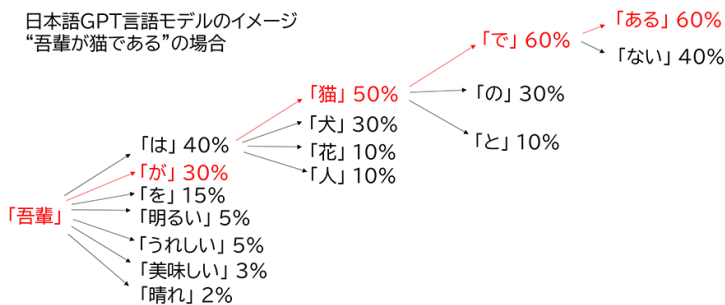 日本語GPT言語モデルのイメージ
“吾輩が猫である”の場合
「吾輩」
「は」 40%
「が」 30%
「を」 15%
「明るい」 5%
「うれしい」 5%
「美味しい」 3%
「晴れ」 2%
「猫」 50%
「犬」 30%
「花」 10%
「人」 10%
「で」 60%
「の」 30%
「と」 10%
「ある」 60%
「ない」 40%